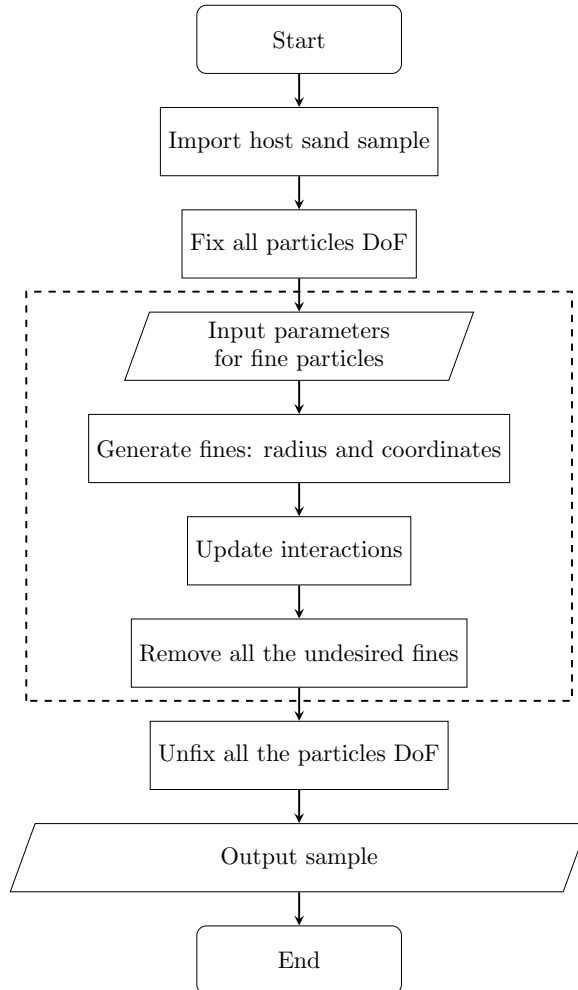 Start
Import host sand sample
Fix all particles DoF
Input parameters
for fine particles
Generate fines: radius and coordinates
Update interactions
Remove all the undesired fines
Unfix all the particles DoF
Output sample
End